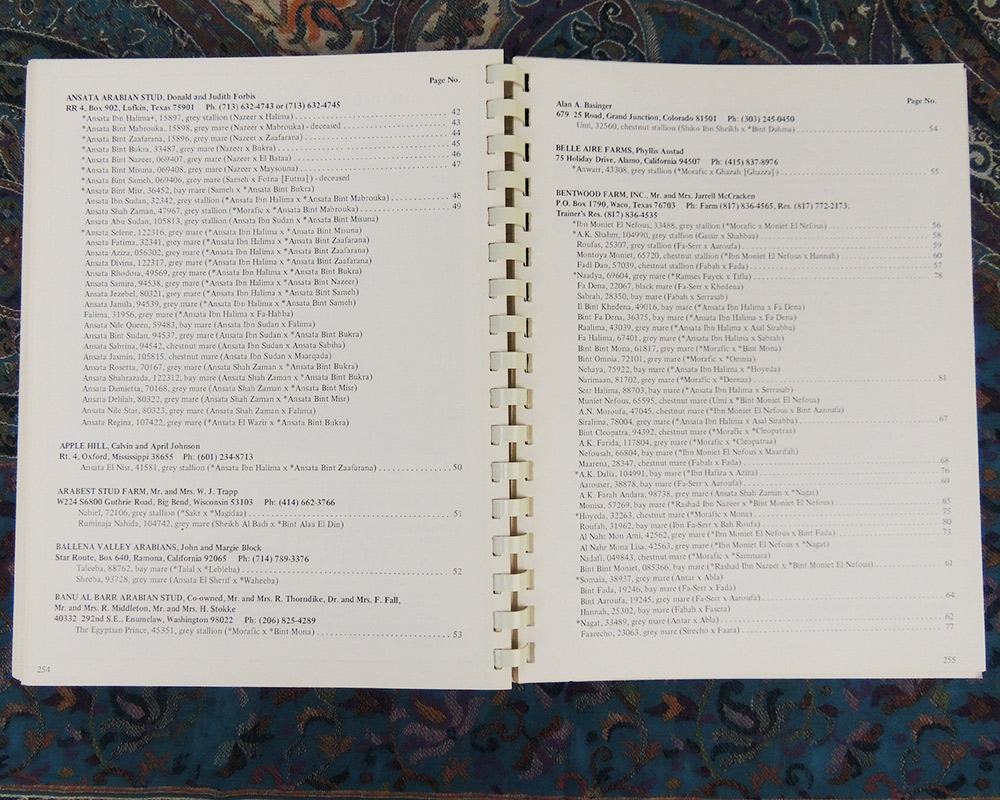 Page No.
ANSATA ARABIAN STUD, Donald and Judith Forbis
RR 4, Box 902, Lufkin, Texas 75901 Ph. (713) 632-4743 or (713) 632-4745
*Ansata Ibn Halima+, 15897, grey stallion (Nazeer x Halima) 42
*Ansata Bint Mabrouka, 15898, grey mare (Nazeer x Mabrouka) - deceased 43
*Ansata Bint Zaafarana, 15896, grey mare (Nazeer x Zaafarana) 44
*Ansata Bint Bukra, 33487, grey mare (Nazeer x Bukra) 45
*Ansata Bint Nazeer, 069407, grey mare (Nazeer x El Bataa) 46
*Ansata Bint Misuna, 069408, grey mare (Nazeer x Maysouna) 47
*Ansata Bint Sameh, 069406, grey mare (Sameh x Fotna [Futna]) - deceased
*Ansata Bint Misr, 36452, bay mare (Sameh x *Ansata Bint Bukra)
Ansata Ibn Sudan, 32342, grey stallion (*Ansata Ibn Halima x *Ansata Bint Mabrouka) 48
Ansata Shah Zaman, 47967, grey stallion (*Morafic x *Ansata Bint Mabrouka) 49
Ansata Abu Sudan, 105813, grey stallion (Ansata Ibn Sudan x *Ansata Bint Misuna)
*Ansata Selene, 122316, grey mare (*Ansata Ibn Halima x *Ansata Bint Misuna)
Ansata Fatima, 32341, grey mare (*Ansata Ibn Halima x *Ansata Bint Zaafarana)
Ansata Aziza, 056302, grey mare (*Ansata Ibn Halima x *Ansata Bint Zaafarana)
Ansata Divina, 122317, grey mare (*Ansata Ibn Halima x *Ansata Bint Zaafarana)
Ansata Rhodora, 49569, grey mare (*Ansata Ibn Halima x *Ansata Bint Bukra)
Ansata Samira, 94538, grey mare (*Ansata Ibn Halima x *Ansata Bint Nazeer)
Ansata Jezebel, 80321, grey mare (*Ansata Ibn Halima x *Ansata Bint Sameh)
Ansata Jamila, 94539, grey mare (*Ansata Ibn Halima x *Ansata Bint Sameh)
Falima, 31956, grey mare (*Ansata Ibn Halima x Fa-Habba)
Ansata Nile Queen, 59483, bay mare (Ansata Ibn Sudan x Falima)
Ansata Bint Sudan, 94537, grey mare (Ansata Ibn Sudan x *Ansata Bint Bukra)
Ansata Sabrina, 94542, chestnut mare (Ansata Ibn Sudan x Ansata Sabiha)
Ansata Jasmin, 105815, chestnut mare (Ansata Ibn Sudan x Maarqada)
Ansata Rosetta, 70167, grey mare (Ansata Shah Zaman x *Ansata Bint Bukra)
Ansata Shahrazada, 122312, bay mare (Ansata Shah Zaman x *Ansata Bint Bukra)
Ansata Damietta, 70168, grey mare (Ansata Shah Zaman x *Ansata Bint Misr)
Ansata Delilah, 80322, grey mare (Ansata Shah Zaman x *Ansata Bint Misr)
Ansata Nile Star, 80323, grey mare (Ansata Shah Zaman x Falima)
Ansata Regina, 107422, grey mare (Ansata El Wazir x *Ansata Bint Bukra)
APPLE HILL, Calvin and April Johnson
Rt. 4, Oxford, Mississippi 38655 Ph: (601) 234-8713
Ansata El Nisr, 41581, grey stallion (*Ansata Ibn Halima x *Ansata Bint Zaafarana) 50
ARABEST STUD FARM, Mr. and Mrs. W. J. Trapp
W224 S6800 Guthrie Road, Big Bend, Wisconsin 53103 Ph: (414) 662-3766
Nabiel, 72106, grey stallion (*Sakr x *Magidaa) 51
Ruminaja Nahida, 104742, grey mare (Sheikh Al Badi x *Bint Alaa El Din)
BALLENA VALLEY ARABIANS, John and Margie Block
Star Route, Box 640, Ramona, California 92065 Ph: (714) 789-3376
Taleeba, 88762, bay mare (*Talal x *Lebleba) 52
Sheeba, 93728, grey mare (Ansata El Sherif x *Waheeba)
BANU AL BARR ARABIAN STUD, Co-owned, Mr. and Mrs. R. Thorndike, Dr. and Mrs. F. Fall,
Mr. and Mrs. R. Middleton, Mr. and Mrs. H. Stokke
40332 292nd S.E., Enumclaw, Washington 98022 Ph: (206) 825-4289
The Egyptian Prince, 45351, grey stallion (*Morafic x *Bint Mona) 53
254
Page No.
Alan A. Basinger
679 25 Road, Grand Junction, Colorado 81501 Ph: (303) 245-0450
Umi, 32560, chestnut stallion (Shiko Ibn Sheikh x *Bint Dahma) 54
BELLE AIRE FARMS, Phyllis Austad
75 Holiday Drive, Alamo, California 94507 Ph: (415) 837-8976
*Anwarr, 43308, grey stallion (*Morafic x Ghazah [Ghazza]) 55
BENTWOOD FARM, INC., Mr. and Mrs. Jarrell McCracken
P.O. Box 1790, Waco, Texas 76703 Ph: Farm (817) 836-4565, Res. (817) 772-2173;
Trainer's Res. (817) 836-4535
*Ibn Moniet El Nefous, 33488, grey stallion (*Morafic x Moniet El Nefous) 56
*A.K. Shahm, 104990, grey stallion (Gassir x Shahbaa) 58
Roufas, 25307, grey stallion (Fa-Serr x Aaroufa) 59
Montoya Moniet, 65720, chestnut stallion (*Ibn Moniet El Nefous x Hannah) 60
Fadl Dan, 57039, chestnut stallion (Fabah x Fada) 57
*Naadya, 69604, grey mare (*Ramses Fayek x Tifla) 78
Fa Dena, 22067, black mare (Fa-Serr x Khedena)
Sabrah, 28350, bay mare (Fabah x Serrasab)
Il Bint Khedena, 49016, bay mare (*Ansata Ibn Halima x Fa Dena)
Bint Fa Dena, 36375, bay mare (*Ansata Ibn Halima x Fa Dena)
Raalima, 43039, grey mare (*Ansata Ibn Halima x Asal Sirabba)
Fa Halima, 67401, grey mare (*Ansata Ibn Halima x Sabrah)
Bint Bint Mona, 61817, grey mare (*Morafic x *Bint Mona)
Bint Omnia, 72101, grey mare (*Morafic x *Omnia)
Nehaya, 75922, bay mare (*Ansata Ibn Halima x *Hoyeda)
Narimaan, 81702, grey mare (*Morafic x *Deenaa) 81
Serr Halima, 88703, bay mare (*Ansata Ibn Halima x Serrasab)
Muniet Nefous, 65595, chestnut mare (Umi x *Bint Moniet El Nefous)
A.N. Moroufa, 47045, chestnut mare (*Ibn Moniet El Nefous x Bint Aaroufa)
Siralima, 78004, grey mare (*Ansata Ibn Halima x Asal Sirabba) 67
Bint Cleopatra, 94392, chestnut mare (*Morafic x *Cleopatraa)
A.K. Farida, 117804, grey mare (*Morafic x *Cleopatraa)
Nefousah, 66804, bay mare (*Ibn Moniet El Nefous x Maarifah)
Maarena, 28347, chestnut mare (Fabah x Fada) 68
*A.K. Dalia, 104991, bay mare (*Ibn Hafiza x Aziza) 76
Aarouser, 38878, bay mare (Fa-Serr x Aaroufa) 69
A.K. Farah Andara, 98738, grey mare (Ansata Shah Zaman x *Nagat)
Monisa, 57269, bay mare (*Rashad Ibn Nazeer x *Bint Moniet El Nefous) 65
*Hoyeda, 32263, chestnut mare (*Morafic x Mona) 75
Roufah, 31962, bay mare (Ibn Fa-Serr x Bah Roufa) 80
Al Nahr Mon Ami, 42562, grey mare (*Ibn Moniet El Nefous x Bint Fada) 73
Al Nahr Mona Lisa, 42563, grey mare (*Ibn Moniet El Nefous x *Nagat)
Nadafi, 049843, chestnut mare (*Morafic x *Sammara)
Bint Bint Moniet, 085366, bay mare (*Rashad Ibn Nazeer x *Bint Moniet El Nefous) 61
*Somaia, 38937, grey mare (Antar x Abla)
Bint Fada, 19246, bay mare (Fa-Serr x Fada)
Bint Aaroufa, 19245, grey mare (Fa-Serr x Aaroufa) 64
Hannah, 25302, bay mare (Fabah x Fasera)
*Nagat, 33489, grey mare (Antar x Abla) 62
Faarecho, 23063, grey mare (Sirecho x Faara) 77
255